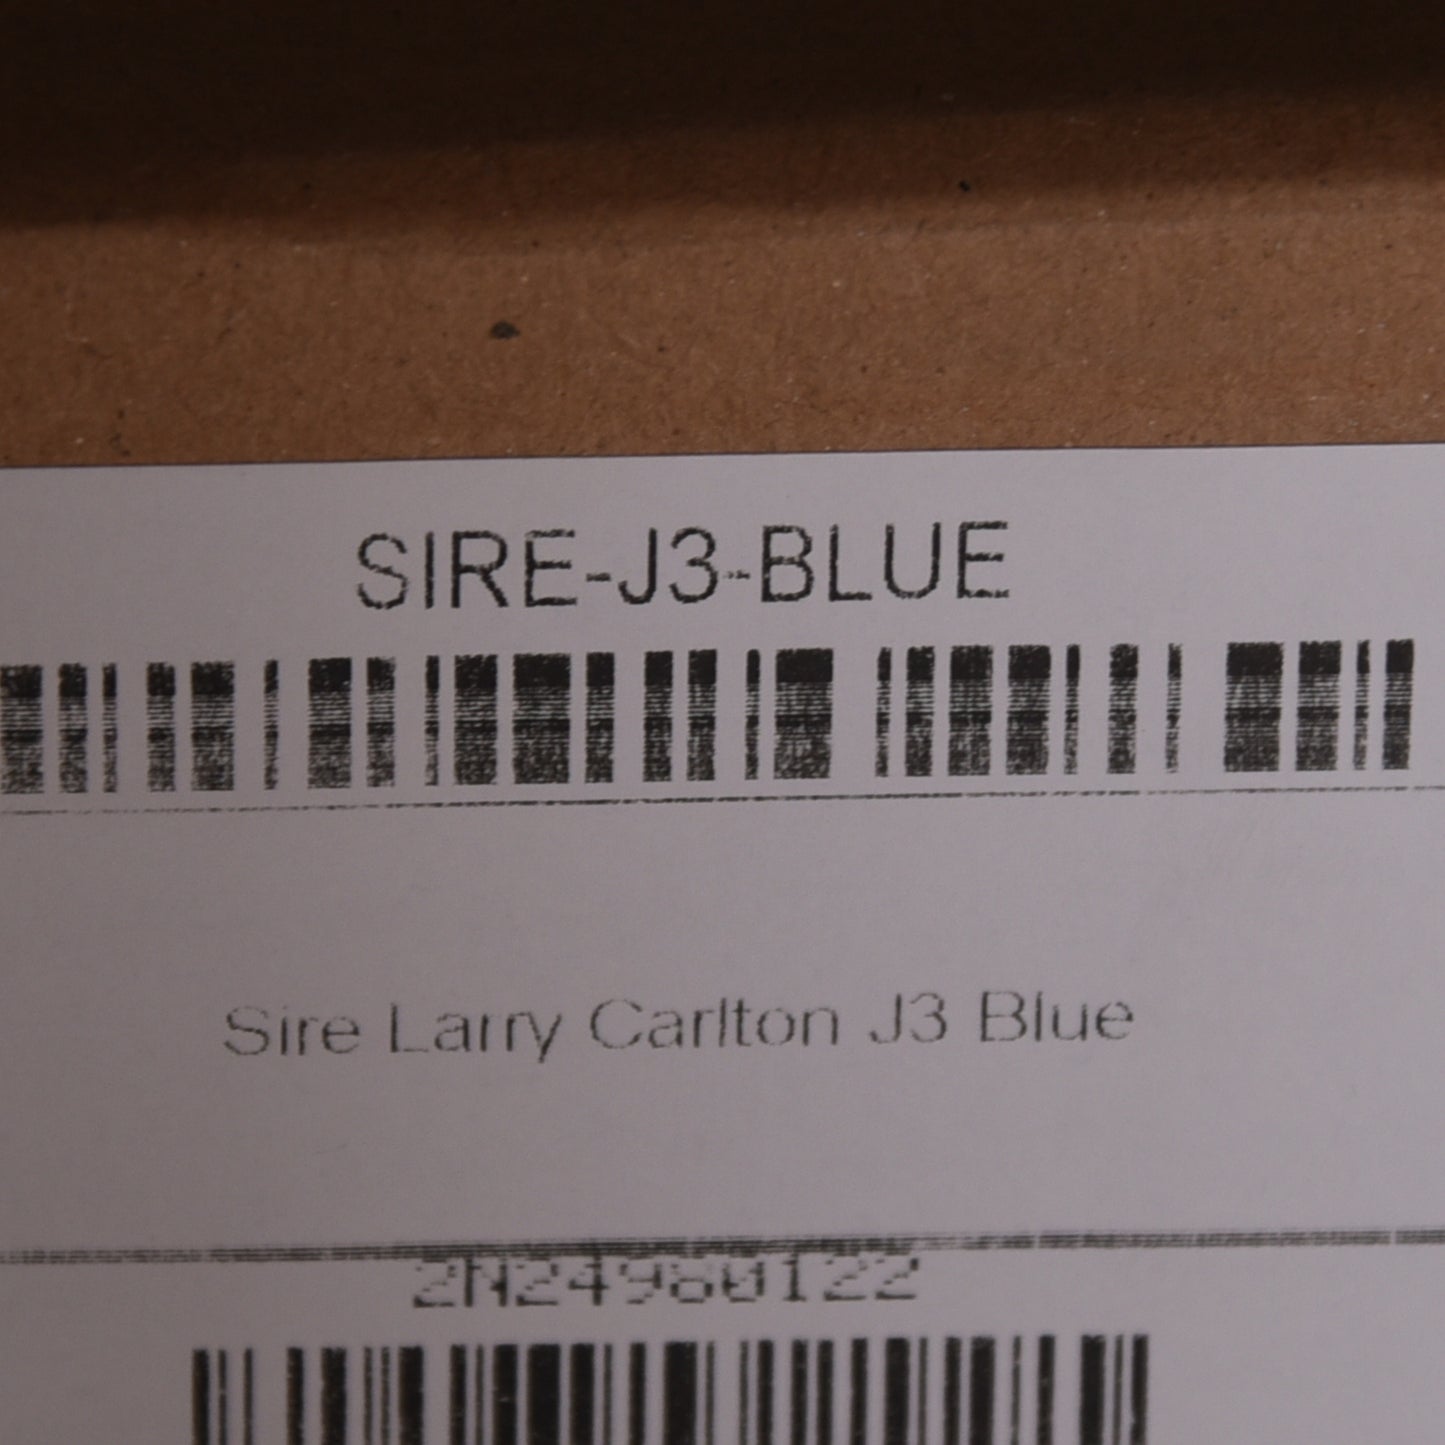 SIRE-J3-BLUE
Sire Larry Carlton J3 Blue
2N24980122